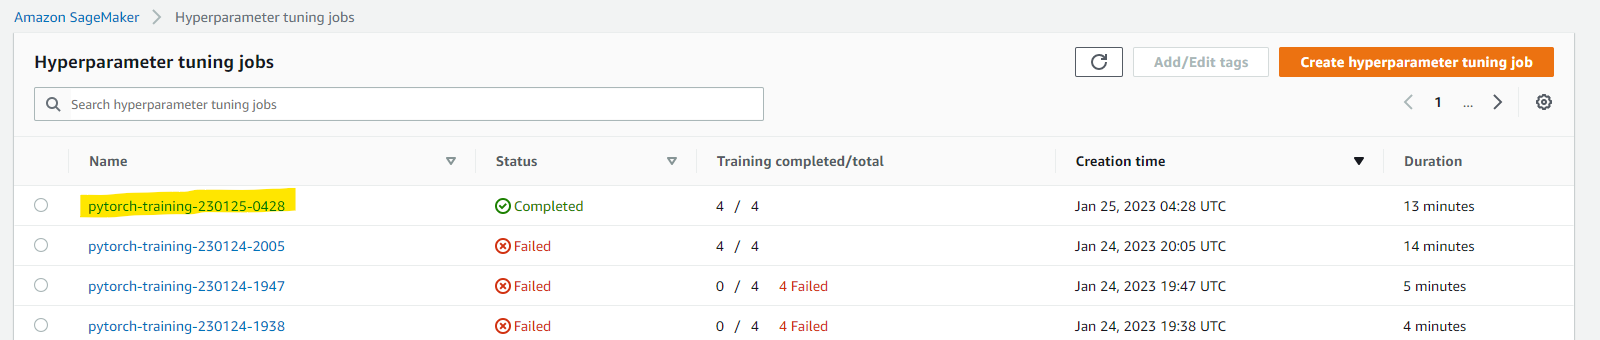 Amazon SageMaker > Hyperparameter tuning jobs
Hyperparameter tuning jobs
Add/Edit tags
Create hyperparameter tuning job
Search hyperparameter tuning jobs
1 ...
Name Status Training completed/total Creation time Duration
pytorch-training-230125-0428 Completed 4 / 4 Jan 25, 2023 04:28 UTC 13 minutes
pytorch-training-230124-2005 Failed 4 / 4 Jan 24, 2023 20:05 UTC 14 minutes
pytorch-training-230124-1947 Failed 0 / 4 4 Failed Jan 24, 2023 19:47 UTC 5 minutes
pytorch-training-230124-1938 Failed 0 / 4 4 Failed Jan 24, 2023 19:38 UTC 4 minutes